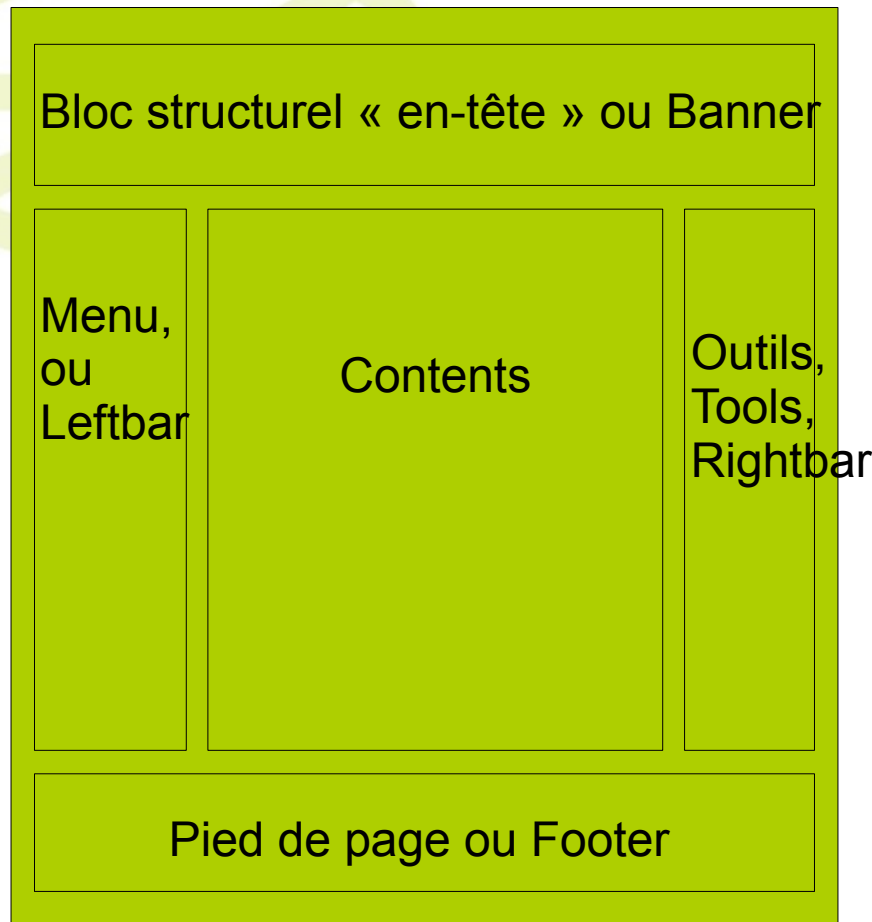 Bloc structurel « en-tête » ou Banner
Menu,
ou
Leftbar
Contents
Outils,
Tools,
Rightbar
Pied de page ou Footer